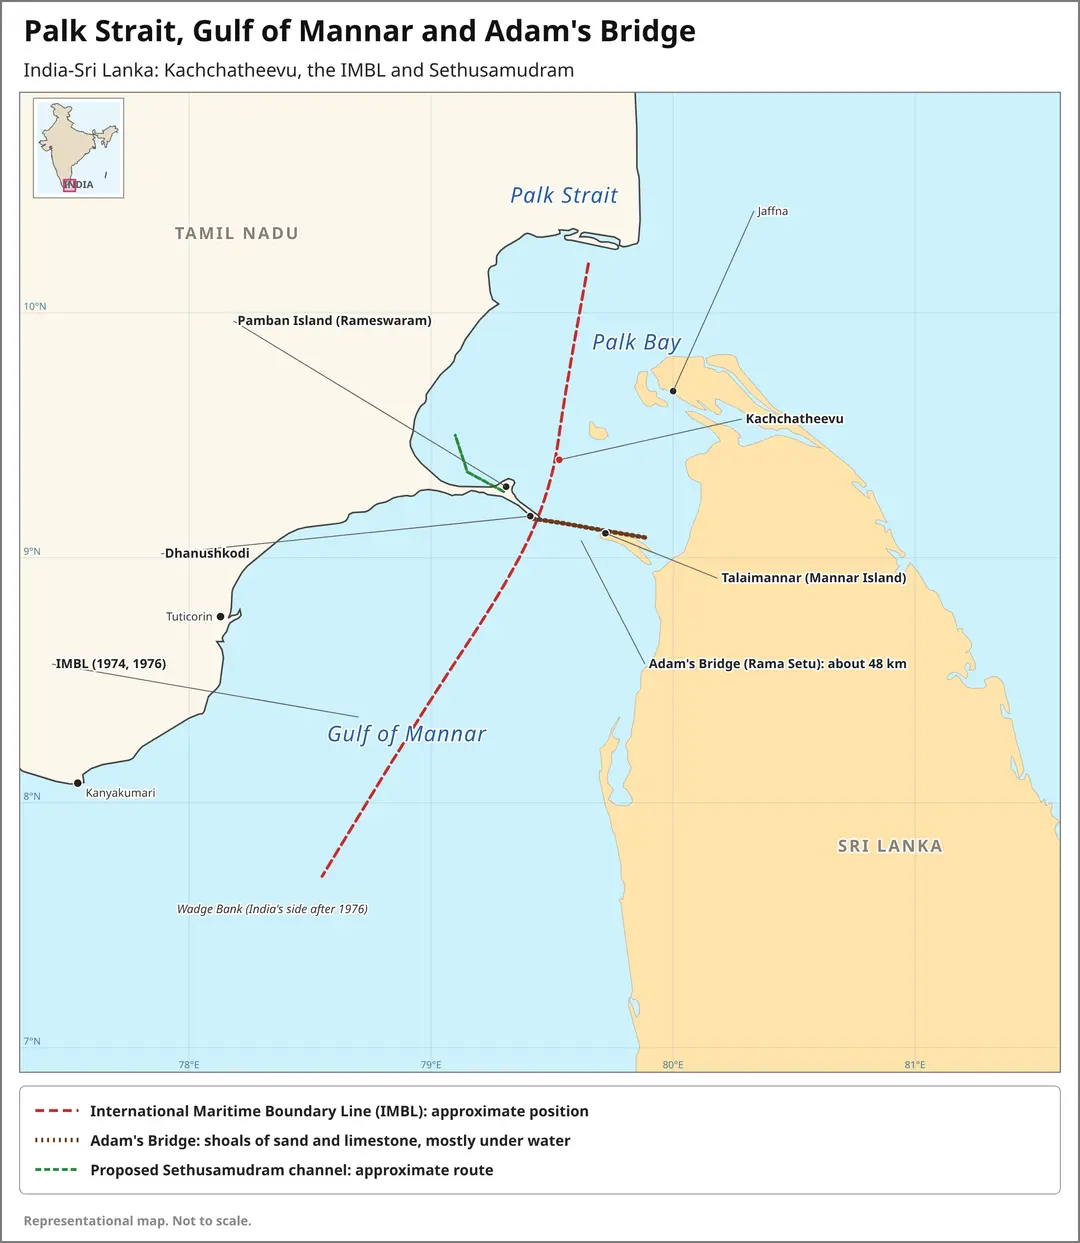 Palk Strait, Gulf of Mannar and Adam's Bridge
India-Sri Lanka: Kachchatheevu, the IMBL and Sethusamudram
INDIA
Palk Strait
Jaffna
TAMIL NADU
10°N
Pamban Island (Rameswaram)
Palk Bay
Kachchatheevu
9°N
Dhanushkodi
Talaimannar (Mannar Island)
Tuticorin
IMBL (1974, 1976)
Adam's Bridge (Rama Setu): about 48 km
Gulf of Mannar
8°N
Kanyakumari
SRI LANKA
Wadge Bank (India's side after 1976)
7°N
78°E
79°E
80°E
81°E
International Maritime Boundary Line (IMBL): approximate position
Adam's Bridge: shoals of sand and limestone, mostly under water
Proposed Sethusamudram channel: approximate route
Representational map. Not to scale.